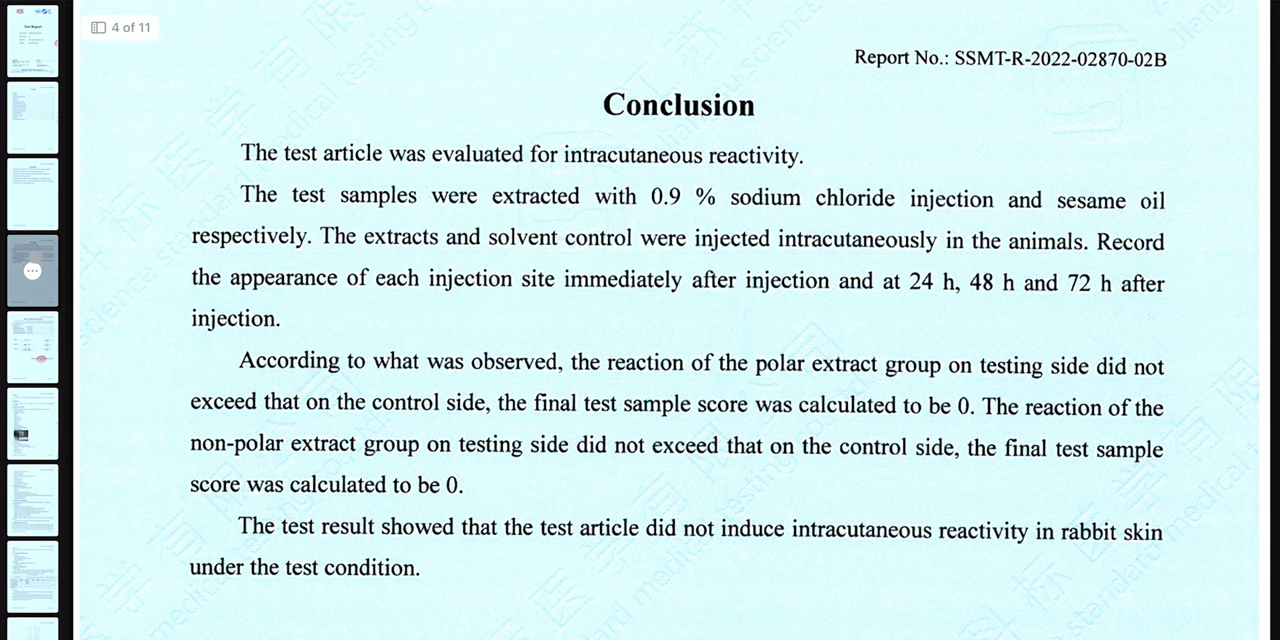 4 of 11
Report No.: SSMT-R-2022-02870-02B
Conclusion
The test article was evaluated for intracutaneous reactivity.
The test samples were extracted with 0.9 % sodium chloride injection and sesame oil
respectively. The extracts and solvent control were injected intracutaneously in the animals. Record
the appearance of each injection site immediately after injection and at 24 h, 48 h and 72 h after
injection.
According to what was observed, the reaction of the polar extract group on testing side did not
exceed that on the control side, the final test sample score was calculated to be 0. The reaction of the
non-polar extract group on testing side did not exceed that on the control side, the final test sample
score was calculated to be 0.
The test result showed that the test article did not induce intracutaneous reactivity in rabbit skin
under the test condition.